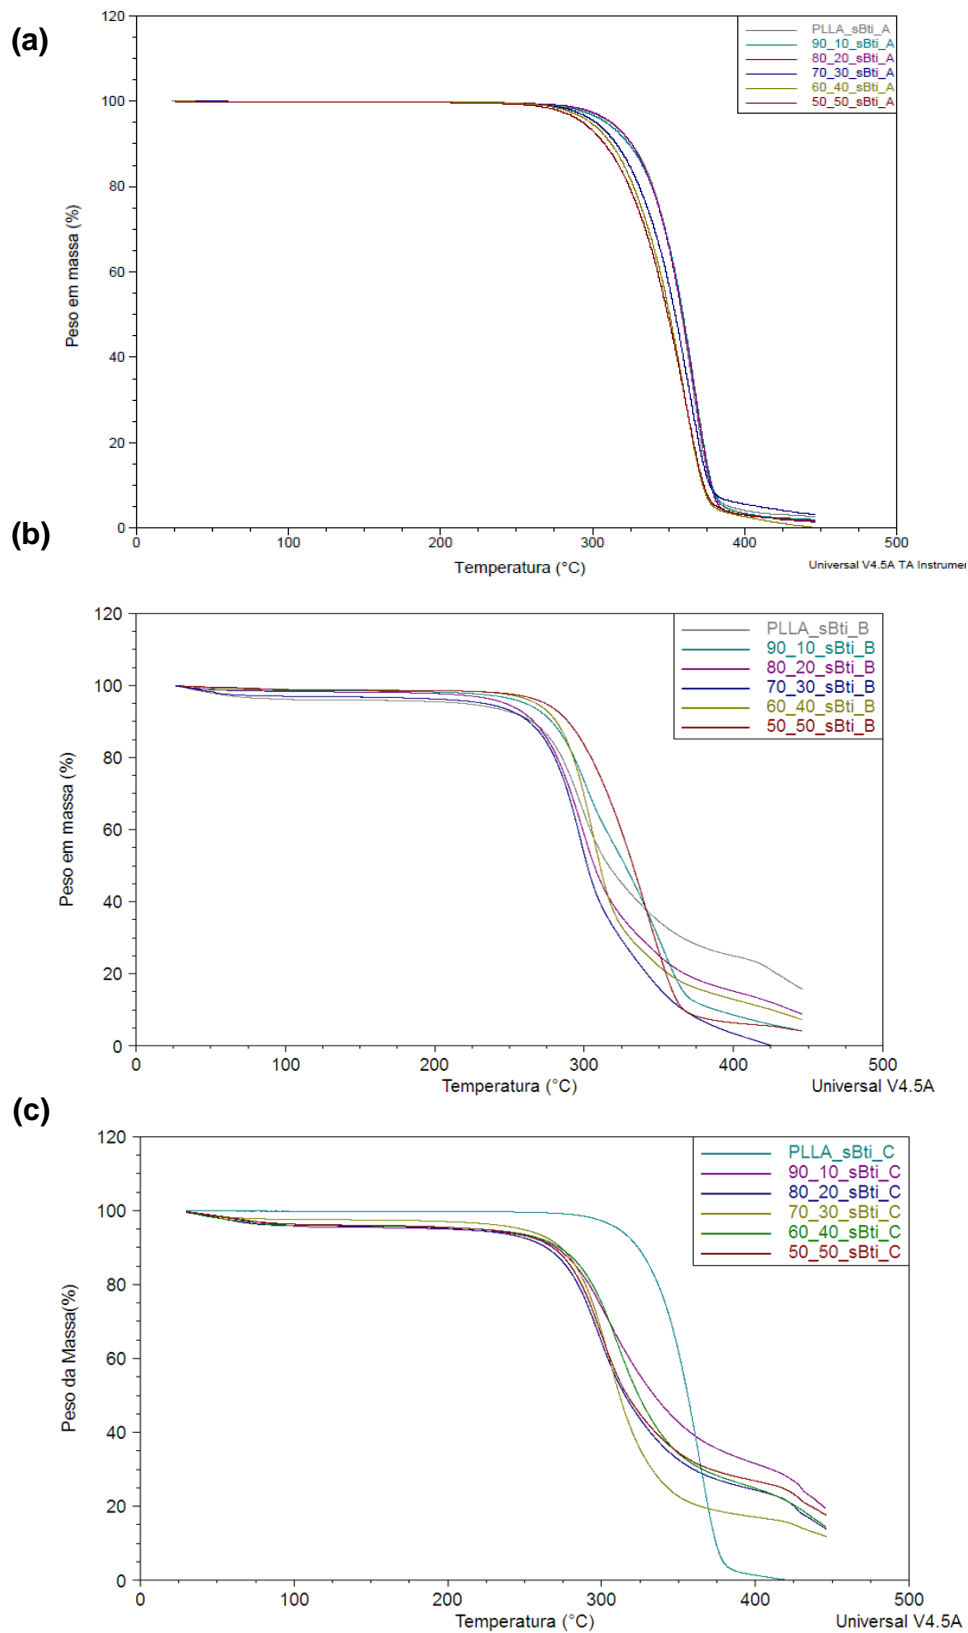 (a)
120
100
80
60
40
20
0
Peso em massa (%)
PLLA_sBti_A
90_10_sBti_A
80_20_sBti_A
70_30_sBti_A
60_40_sBti_A
50_50_sBti_A
0 100 200 300 400 500
Temperatura (°C)
Universal V4.5A TA Instrumen
(b)
120
100
80
60
40
20
0
Peso em massa (%)
PLLA_sBti_B
90_10_sBti_B
80_20_sBti_B
70_30_sBti_B
60_40_sBti_B
50_50_sBti_B
0 100 200 300 400 500
Temperatura (°C)
Universal V4.5A
(c)
120
100
80
60
40
20
0
Peso da Massa(%)
PLLA_sBti_C
90_10_sBti_C
80_20_sBti_C
70_30_sBti_C
60_40_sBti_C
50_50_sBti_C
0 100 200 300 400 500
Temperatura (°C)
Universal V4.5A